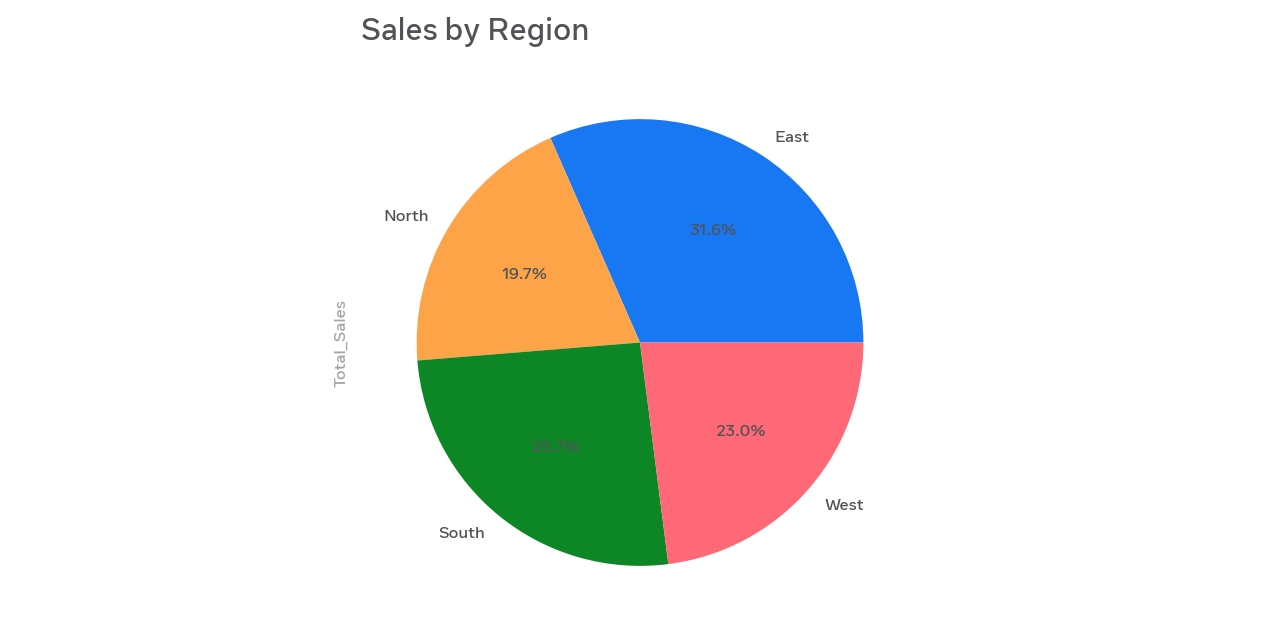 Sales by Region
East
North
31.6%
19.7%
Total_Sales
23.0%
25.7%
West
South